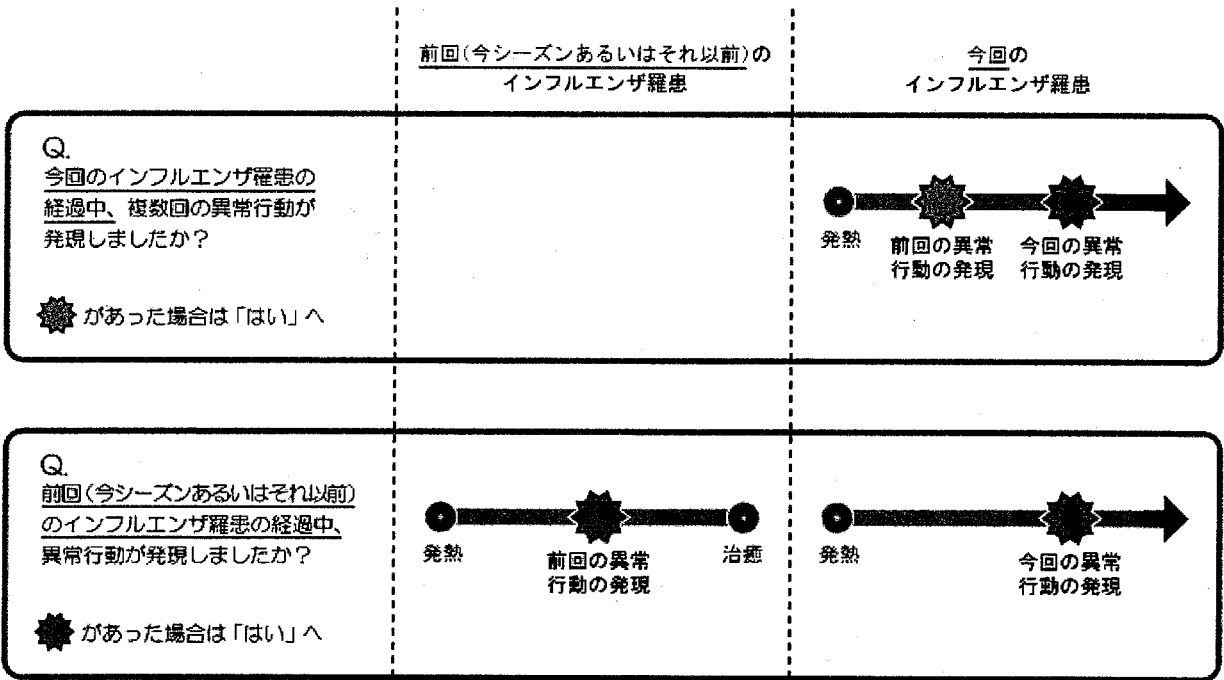 前回(今シーズンあるいはそれ以前)の
インフルエンザ羅患
今回の
インフルエンザ羅患
Q.
今回のインフルエンザ罹患の
経過中、複数回の異常行動が
発現しましたか？
があった場合は「はい」へ
発熱
前回の異常
行動の発現
今回の異常
行動の発現
Q.
前回(今シーズンあるいはそれ以前)
のインフルエンザ羅患の経過中、
異常行動が発現しましたか？
があった場合は「はい」へ
発熱
前回の異常
行動の発現
治癒
発熱
今回の異常
行動の発現